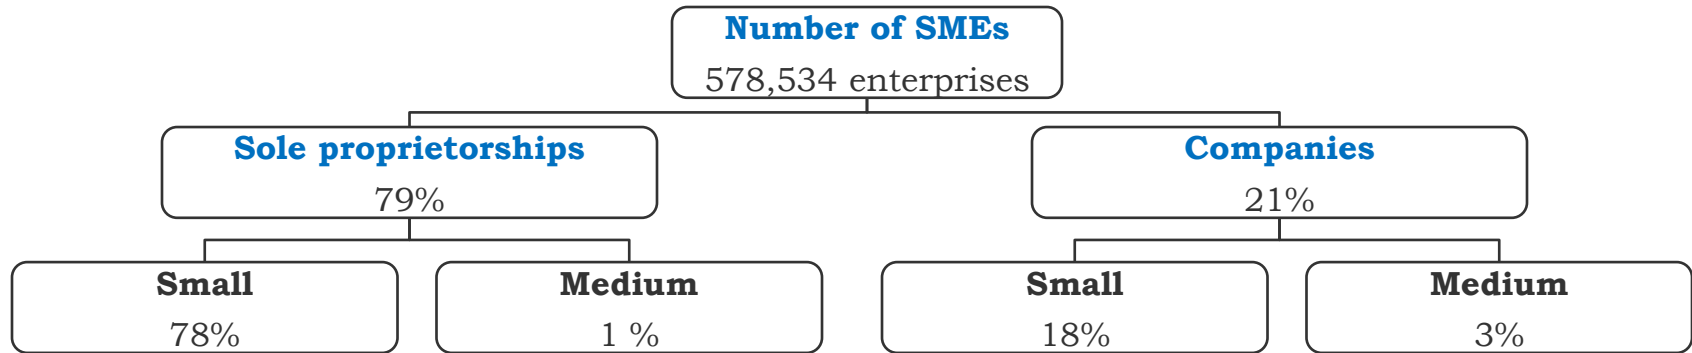 Number of SMEs
578,534 enterprises
Sole proprietorships
79%
Companies
21%
Small
78%
Medium
1 %
Small
18%
Medium
3%